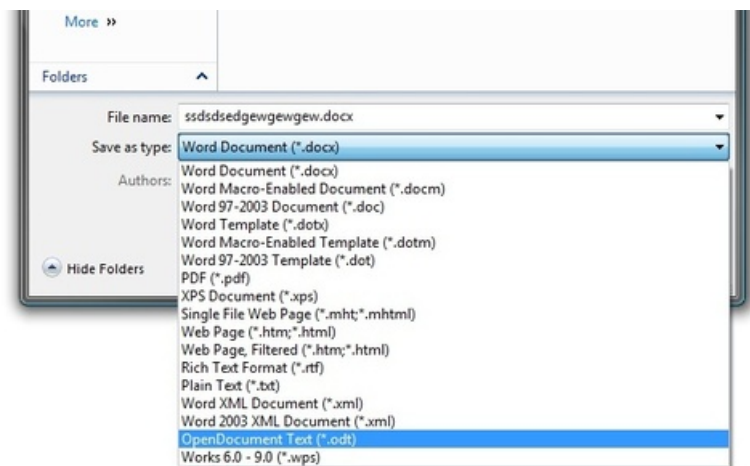 More »
Folders
File name: ssdsdsedgewgewgew.docx
Save as type: Word Document (*.docx)
Authors:
Word Document (*.docx)
Word Macro-Enabled Document (*.docm)
Word 97-2003 Document (*.doc)
Word Template (*.dotx)
Word Macro-Enabled Template (*.dotm)
Word 97-2003 Template (*.dot)
PDF (*.pdf)
XPS Document (*.xps)
Single File Web Page (*.mht;*.mhtml)
Web Page (*.htm;*.html)
Web Page, Filtered (*.htm;*.html)
Rich Text Format (*.rtf)
Plain Text (*.txt)
Word XML Document (*.xml)
Word 2003 XML Document (*.xml)
OpenDocument Text (*.odt)
Works 6.0 - 9.0 (*.wps)
Hide Folders